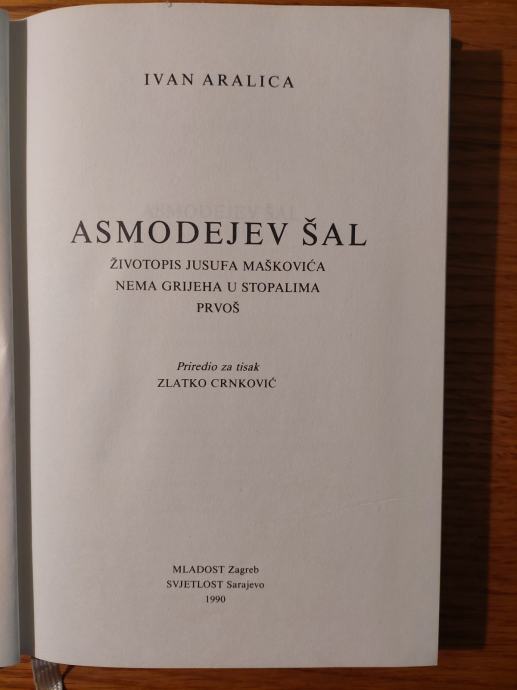 IVAN ARALICA
ASMODEJEV ŠAL
ŽIVOTOPIS JUSUFA MAŠKOVIĆA
NEMA GRIJEHA U STOPALIMA
PRVOŠ
Priredio za tisak
ZLATKO CRNKOVIĆ
MLADOST Zagreb
SVJETLOST Sarajevo
1990